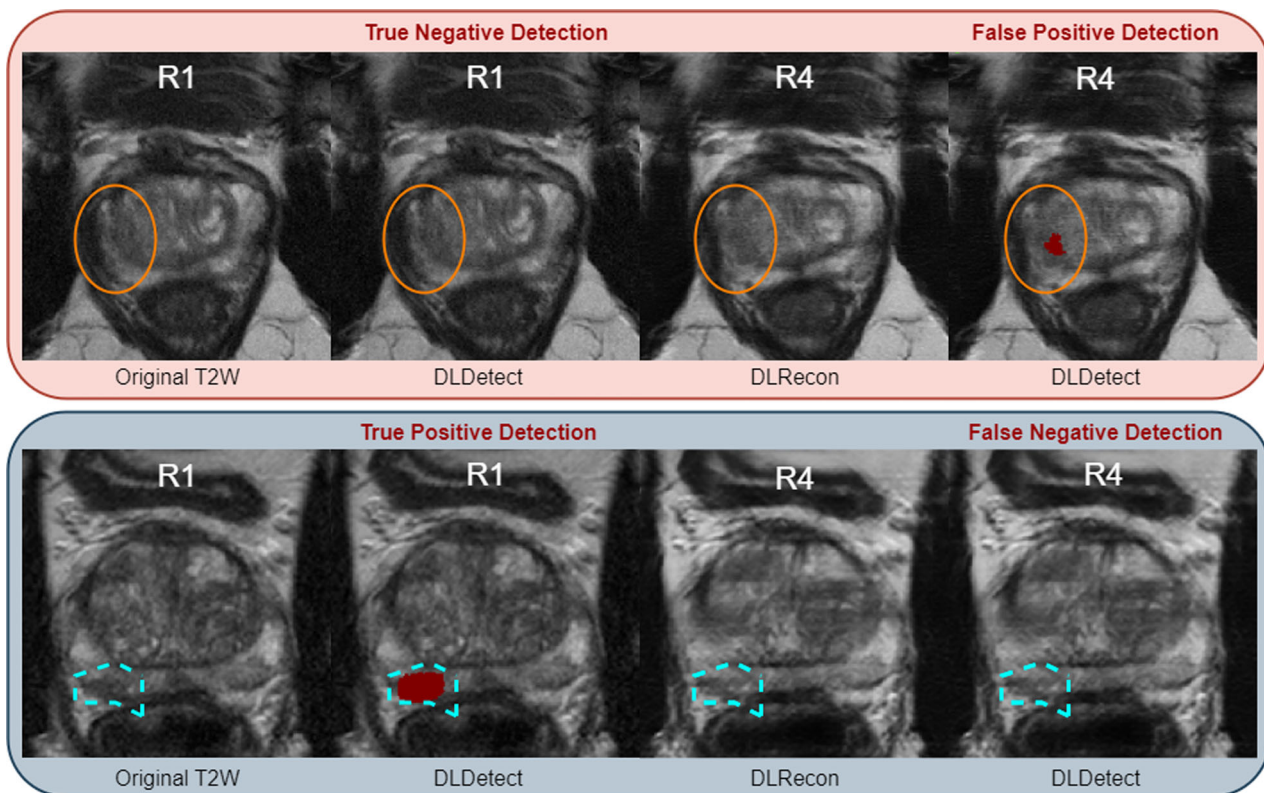 True Negative Detection False Positive Detection
R1 R1 R4 R4
Original T2W DLDetect DLRecon DLDetect
True Positive Detection False Negative Detection
R1 R1 R4 R4
Original T2W DLDetect DLRecon DLDetect